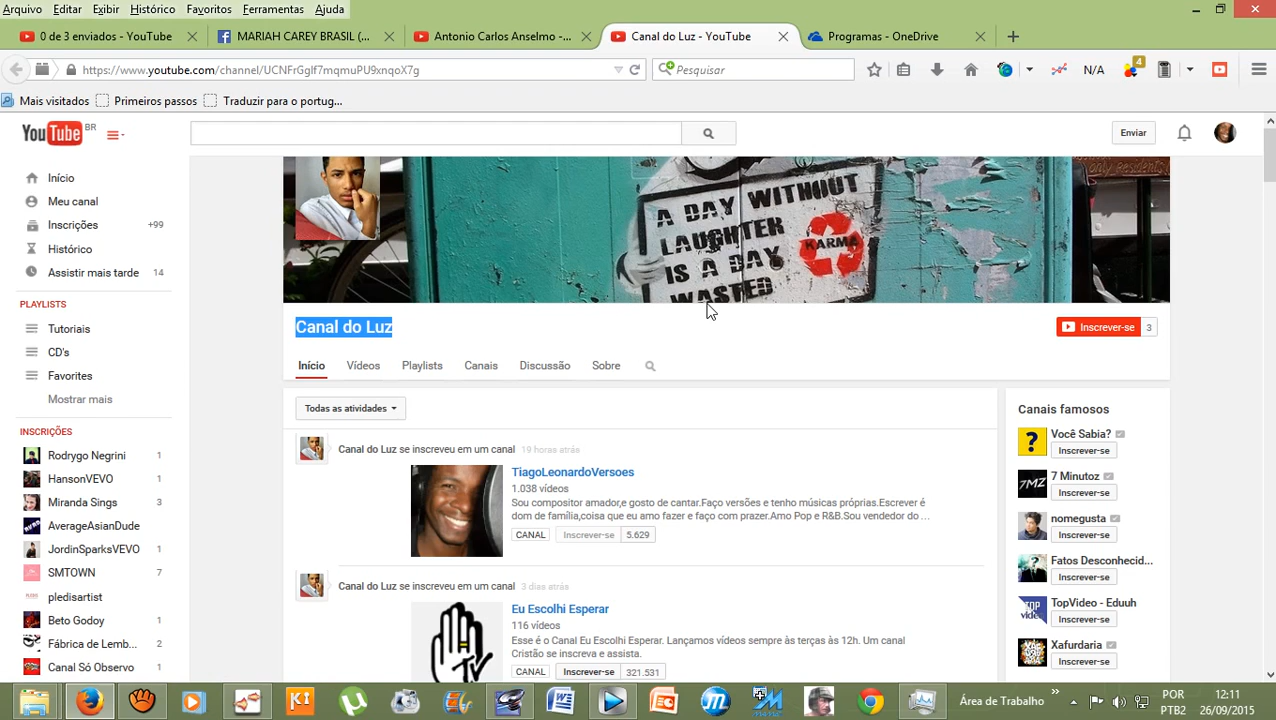 Arquivo Editar Exibir Histórico Favoritos Ferramentas Ajuda
0 de 3 enviados - YouTube
MARIAH CAREY BRASIL (...
Antonio Carlos Anselmo -...
Canal do Luz - YouTube
Programas - OneDrive
https://www.youtube.com/channel/UCNFrGgIf7mqmuPU9xnqoX7g
Pesquisar
N/A
4
Mais visitados
Primeiros passos
Traduzir para o portug...
YouTube BR
Enviar
Início
Meu canal
Inscrições +99
Histórico
Assistir mais tarde 14
PLAYLISTS
Tutoriais
CD's
Favorites
Mostrar mais
INSCRIÇÕES
Rodrygo Negrini 1
HansonVEVO 1
Miranda Sings 3
AverageAsianDude
JordinSparksVEVO 1
SMTOWN 7
pledisartist
Beto Godoy 1
Fábrica de Lemb... 2
Canal Só Observo 1
A DAY WITHOUT
LAUGHTER
IS A DAY
WASTED
KARMA
Canal do Luz
Inscrever-se 3
Início Vídeos Playlists Canais Discussão Sobre
Todas as atividades
Canal do Luz se inscreveu em um canal 19 horas atrás
TiagoLeonardoVersoes
1.038 vídeos
Sou compositor amador,e gosto de cantar.Faço versões e tenho músicas próprias.Escrever é
dom de família,coisa que eu amo fazer e faço com prazer.Amo Pop e R&B.Sou vendedor do ...
CANAL Inscrever-se 5.629
Canal do Luz se inscreveu em um canal 3 dias atrás
Eu Escolhi Esperar
116 vídeos
Esse é o Canal Eu Escolhi Esperar. Lançamos vídeos sempre às terças às 12h. Um canal
Cristão se inscreva e assista.
CANAL Inscrever-se 321.531
TV
Canais famosos
Você Sabia?
Inscrever-se
7MZ
7 Minutoz
Inscrever-se
nomegusta
Inscrever-se
Fatos Desconhecid...
Inscrever-se
TOP
TopVideo - Eduuh
Inscrever-se
Xafurdaria
Inscrever-se
K1
Área de Trabalho
POR
PTB2
12:11
26/09/2015